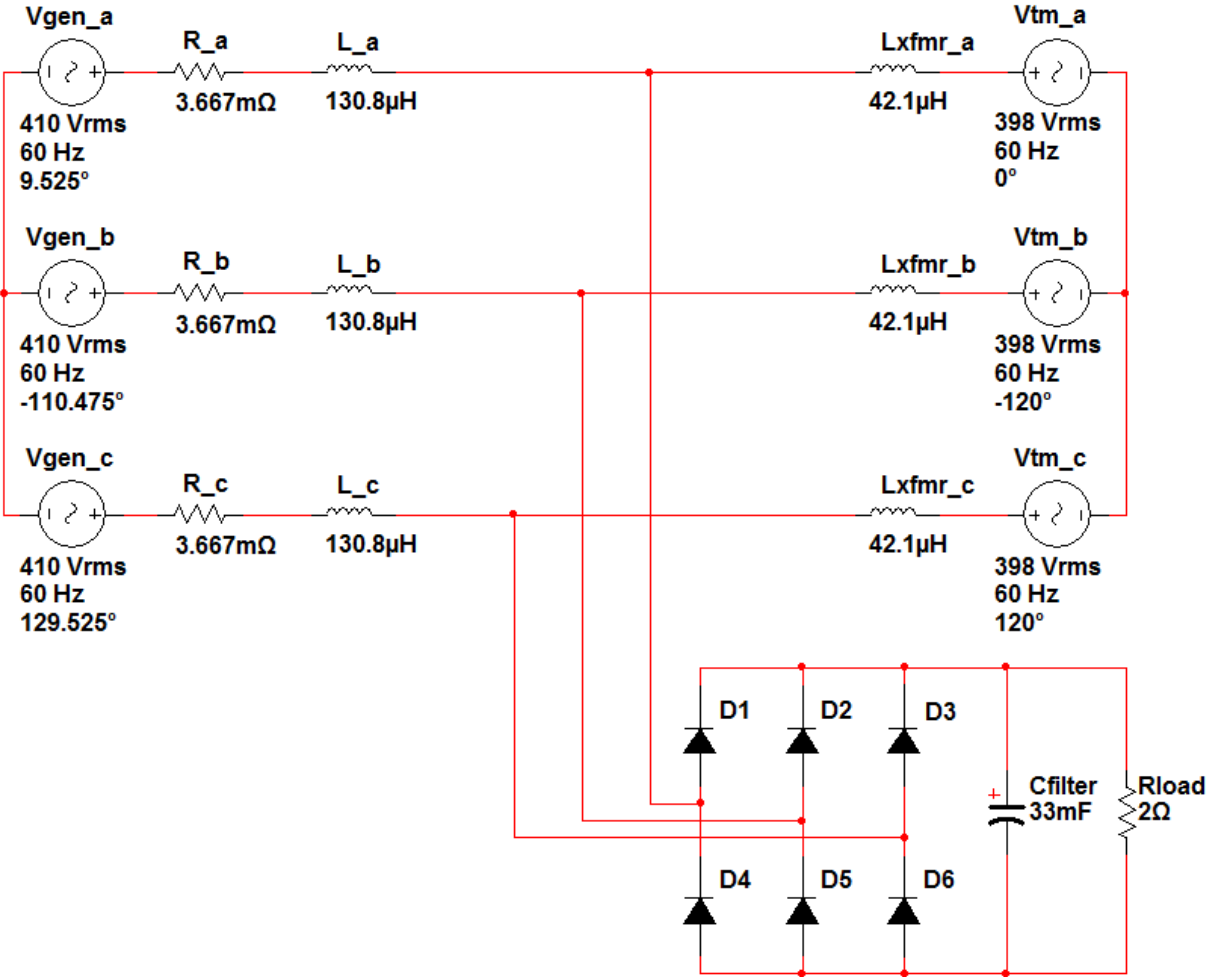 Vgen_a
R_a
L_a
Lxfmr_a
Vtm_a
3.667mΩ
130.8µH
42.1µH
410 Vrms
60 Hz
9.525°
398 Vrms
60 Hz
0°
Vgen_b
R_b
L_b
Lxfmr_b
Vtm_b
3.667mΩ
130.8µH
42.1µH
410 Vrms
60 Hz
-110.475°
398 Vrms
60 Hz
-120°
Vgen_c
R_c
L_c
Lxfmr_c
Vtm_c
3.667mΩ
130.8µH
42.1µH
410 Vrms
60 Hz
129.525°
398 Vrms
60 Hz
120°
D1
D2
D3
Cfilter
33mF
Rload
2Ω
D4
D5
D6